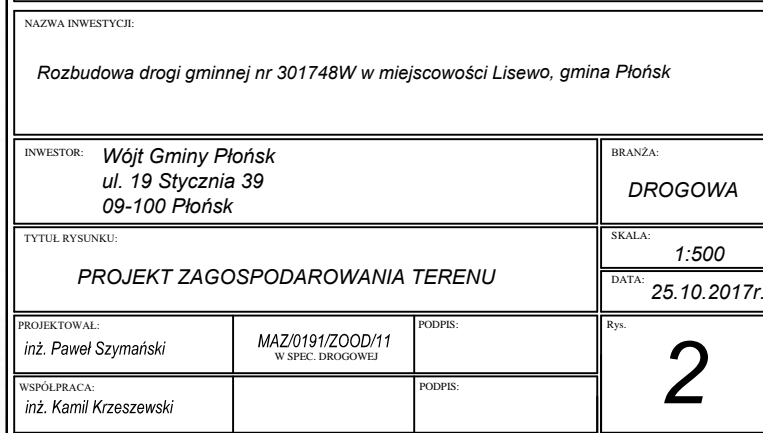 NAZWA INWESTYCJI:
Rozbudowa drogi gminnej nr 301748W w miejscowości Lisewo, gmina Płońsk
INWESTOR: Wójt Gminy Płońsk
ul. 19 Stycznia 39
09-100 Płońsk
BRANŻA:
DROGOWA
TYTUŁ RYSUNKU:
PROJEKT ZAGOSPODAROWANIA TERENU
SKALA:
1:500
DATA: 25.10.2017r.
PROJEKTOWAŁ:
inż. Paweł Szymański
MAZ/0191/ZOOD/11
W SPEC. DROGOWEJ
PODPIS:
Rys.
2
WSPÓŁPRACA:
inż. Kamil Krzeszewski
PODPIS: